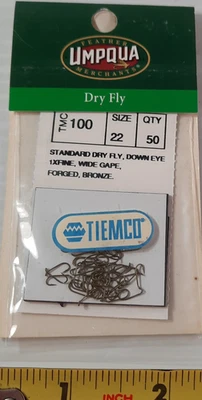 FEATHER
UMPQUA
MERCHANTS
Dry Fly
TMC 100 SIZE 22 QTY 50
STANDARD DRY FLY, DOWN EYE
1XFINE, WIDE GAPE,
FORGED, BRONZE.
TIEMCO
1 INCH 2